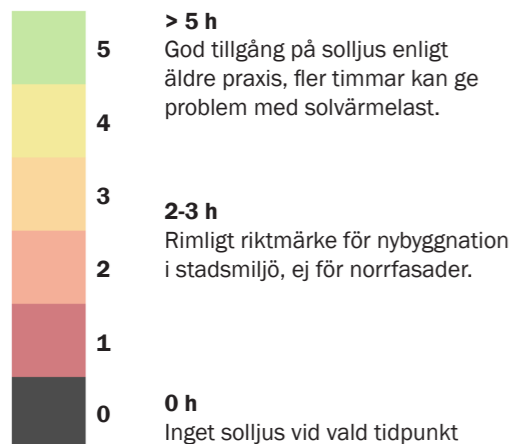 > 5 h
5 God tillgång på solljus enligt
äldre praxis, fler timmar kan ge
problem med solvärmelast.
4
3
2-3 h
Rimligt riktmärke för nybyggnation
2 i stadsmiljö, ej för norrfasader.
1
0 h
0
Inget solljus vid vald tidpunkt